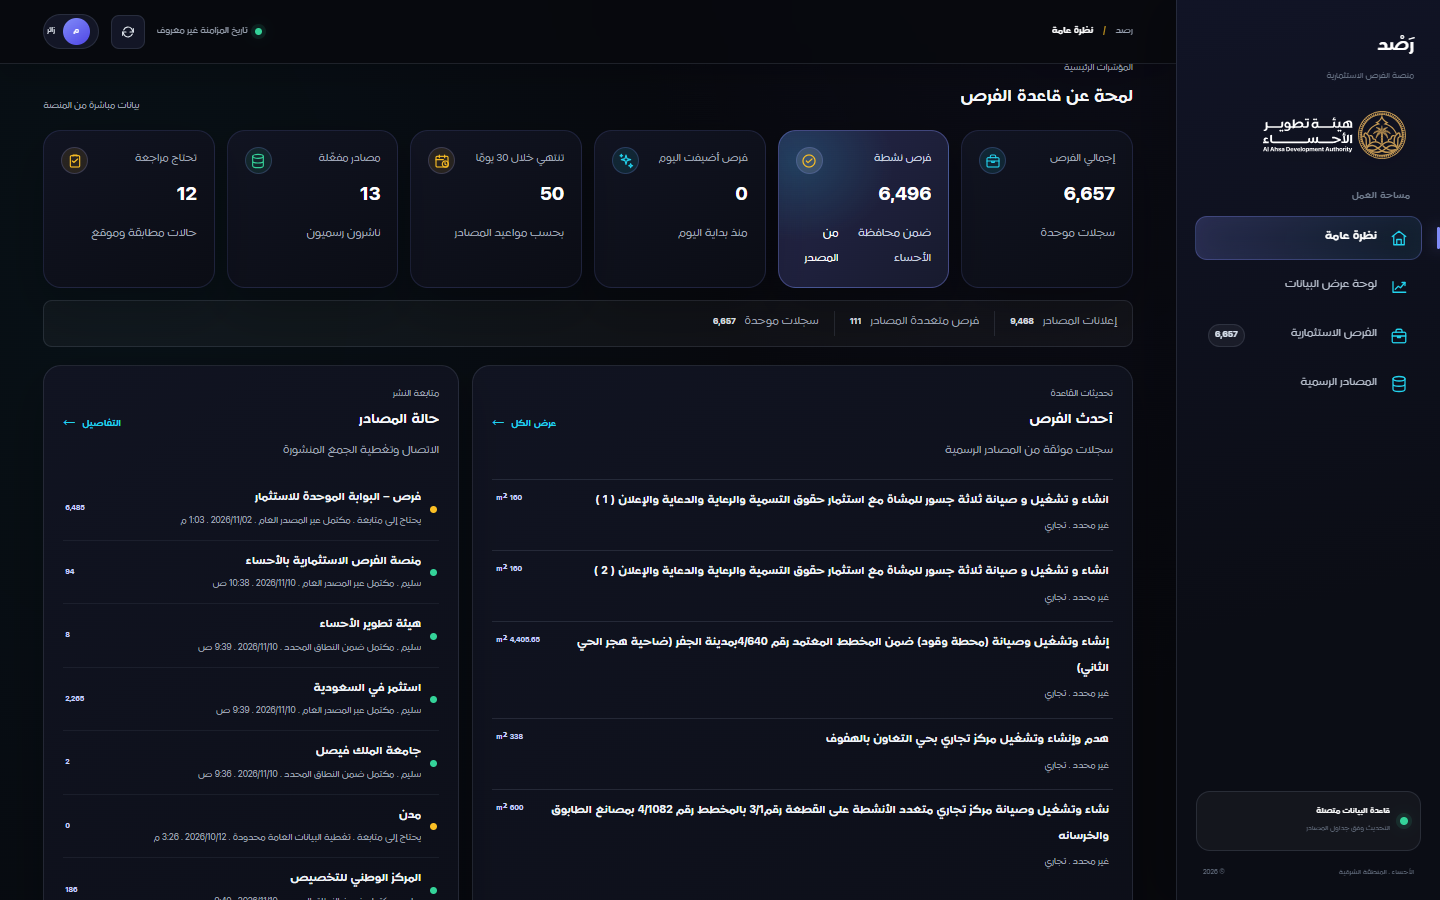 رَصْد
منصة الفرص الاستثمارية
هيئة تطوير
الأحساء
Al Ahsa Development Authority
مساحة العمل
نظرة عامة
لوحة عرض البيانات
الفرص الاستثمارية 6,657
المصادر الرسمية
قاعدة البيانات متصلة
التحديث وفق جداول المصادر
الأحساء . المنطقة الشرقية
© 2026
رصد / نظرة عامة
تاريخ المزامنة غير معروف
م زائر
المؤشرات الرئيسية
لمحة عن قاعدة الفرص
بيانات مباشرة من المنصة
إجمالي الفرص
6,657
سجلات موحدة
فرص نشطة
6,496
ضمن محافظة الأحساء
من المصدر
فرص أضيفت اليوم
0
منذ بداية اليوم
تنتهي خلال 30 يومًا
50
بحسب مواعيد المصادر
مصادر مفعّلة
13
ناشرون رسميون
تحتاج مراجعة
12
حالات مطابقة وموقع
إعلانات المصادر 9,468
فرص متعددة المصادر 111
سجلات موحدة 6,657
تحديثات القاعدة
أحدث الفرص
عرض الكل ←
سجلات موثقة من المصادر الرسمية
انشاء و تشغيل و صيانة ثلاثة جسور للمشاة مع استثمار حقوق التسمية والرعاية والدعاية والإعلان ( 1 )
160 m²
غير محدد . تجاري
انشاء و تشغيل و صيانة ثلاثة جسور للمشاة مع استثمار حقوق التسمية والرعاية والدعاية والإعلان ( 2 )
160 m²
غير محدد . تجاري
إنشاء وتشغيل وصيانة (محطة وقود) ضمن المخطط المعتمد رقم 4/640بمدينة الجفر (ضاحية هجر الحي
الثاني)
4,405.65 m²
غير محدد . تجاري
هدم وإنشاء وتشغيل مركز تجاري بحي التعاون بالهفوف
338 m²
غير محدد . تجاري
نشاء وتشغيل وصيانة مركز تجاري متعدد الأنشطة على القطعة رقم3/1 بالمخطط رقم 4/1082 بمصانع الطابوق
والخرسانه
600 m²
غير محدد . تجاري
متابعة النشر
حالة المصادر
التفاصيل ←
الاتصال وتغطية الجمع المنشورة
فرص – البوابة الموحدة للاستثمار
6,485
يحتاج إلى متابعة . مكتمل عبر المصدر العام . 2026/11/02 . 1:03 م
منصة الفرص الاستثمارية بالأحساء
94
سليم . مكتمل عبر المصدر العام . 2026/11/10 . 10:38 ص
هيئة تطوير الأحساء
8
سليم . مكتمل ضمن النطاق المحدد . 2026/11/10 . 9:39 ص
استثمر في السعودية
2,265
سليم . مكتمل عبر المصدر العام . 2026/11/10 . 9:39 ص
جامعة الملك فيصل
2
سليم . مكتمل ضمن النطاق المحدد . 2026/11/10 . 9:36 ص
مدن
0
يحتاج إلى متابعة . تغطية البيانات العامة محدودة . 2026/10/12 . 3:26 م
المركز الوطني للتخصيص
186